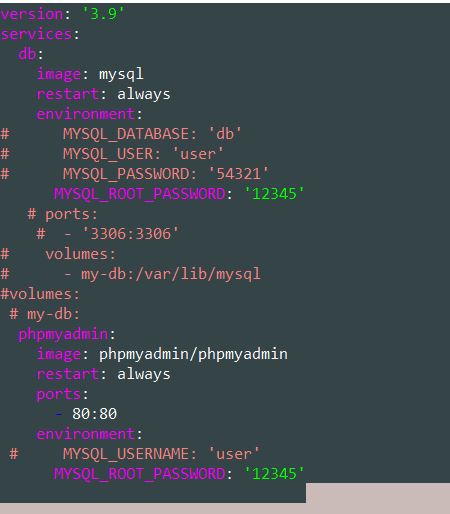 version: '3.9'
services:
  db:
    image: mysql
    restart: always
    environment:
#      MYSQL_DATABASE: 'db'
#      MYSQL_USER: 'user'
#      MYSQL_PASSWORD: '54321'
      MYSQL_ROOT_PASSWORD: '12345'
   # ports:
    #  - '3306:3306'
#    volumes:
#      - my-db:/var/lib/mysql
#volumes:
 # my-db:
  phpmyadmin:
    image: phpmyadmin/phpmyadmin
    restart: always
    ports:
      - 80:80
    environment:
 #     MYSQL_USERNAME: 'user'
      MYSQL_ROOT_PASSWORD: '12345'